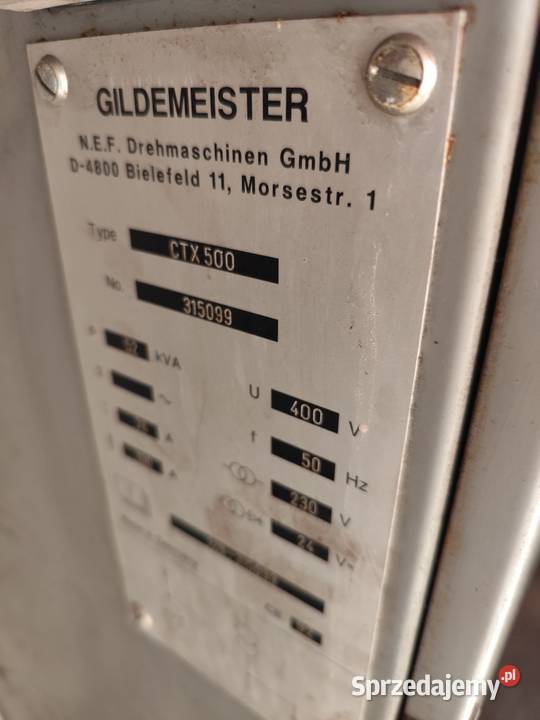 GILDEMEISTER
N.E.F. Drehmaschinen GmbH
D-4800 Bielefeld 11, Morsestr. 1
Type CTX 500
No. 315099
kVA
~
A
A
U 400 V
f 50 Hz
230 V
24 V
Sprzedajemy.pl